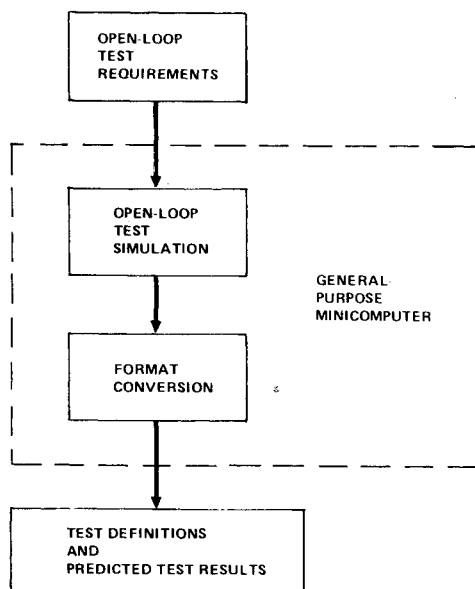 OPEN-LOOP
TEST
REQUIREMENTS
OPEN-LOOP
TEST
SIMULATION
GENERAL-
PURPOSE
MINICOMPUTER
FORMAT
CONVERSION
TEST DEFINITIONS
AND
PREDICTED TEST RESULTS